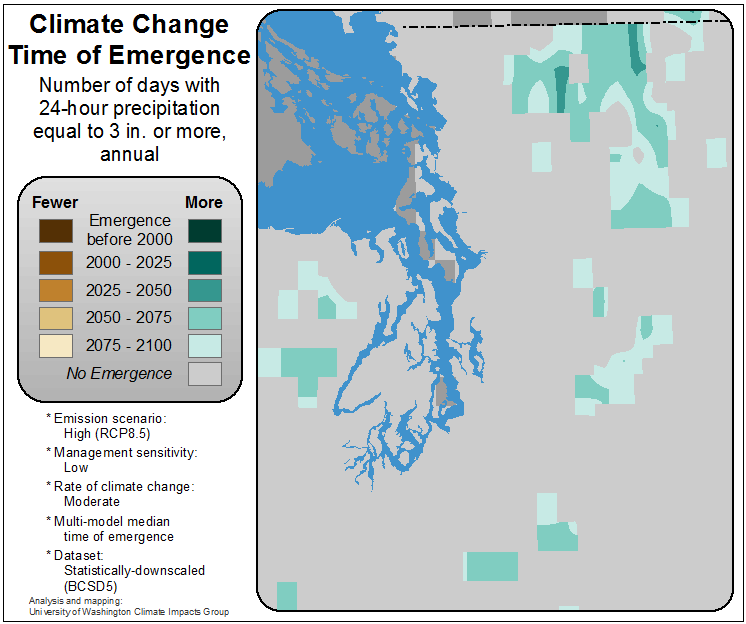 Climate Change
Time of Emergence
Number of days with
24-hour precipitation
equal to 3 in. or more,
annual
Fewer More
Emergence
before 2000
2000 - 2025
2025 - 2050
2050 - 2075
2075 - 2100
No Emergence
* Emission scenario:
High (RCP8.5)
* Management sensitivity:
Low
* Rate of climate change:
Moderate
* Multi-model median
time of emergence
* Dataset:
Statistically-downscaled
(BCSD5)
Analysis and mapping:
University of Washington Climate Impacts Group